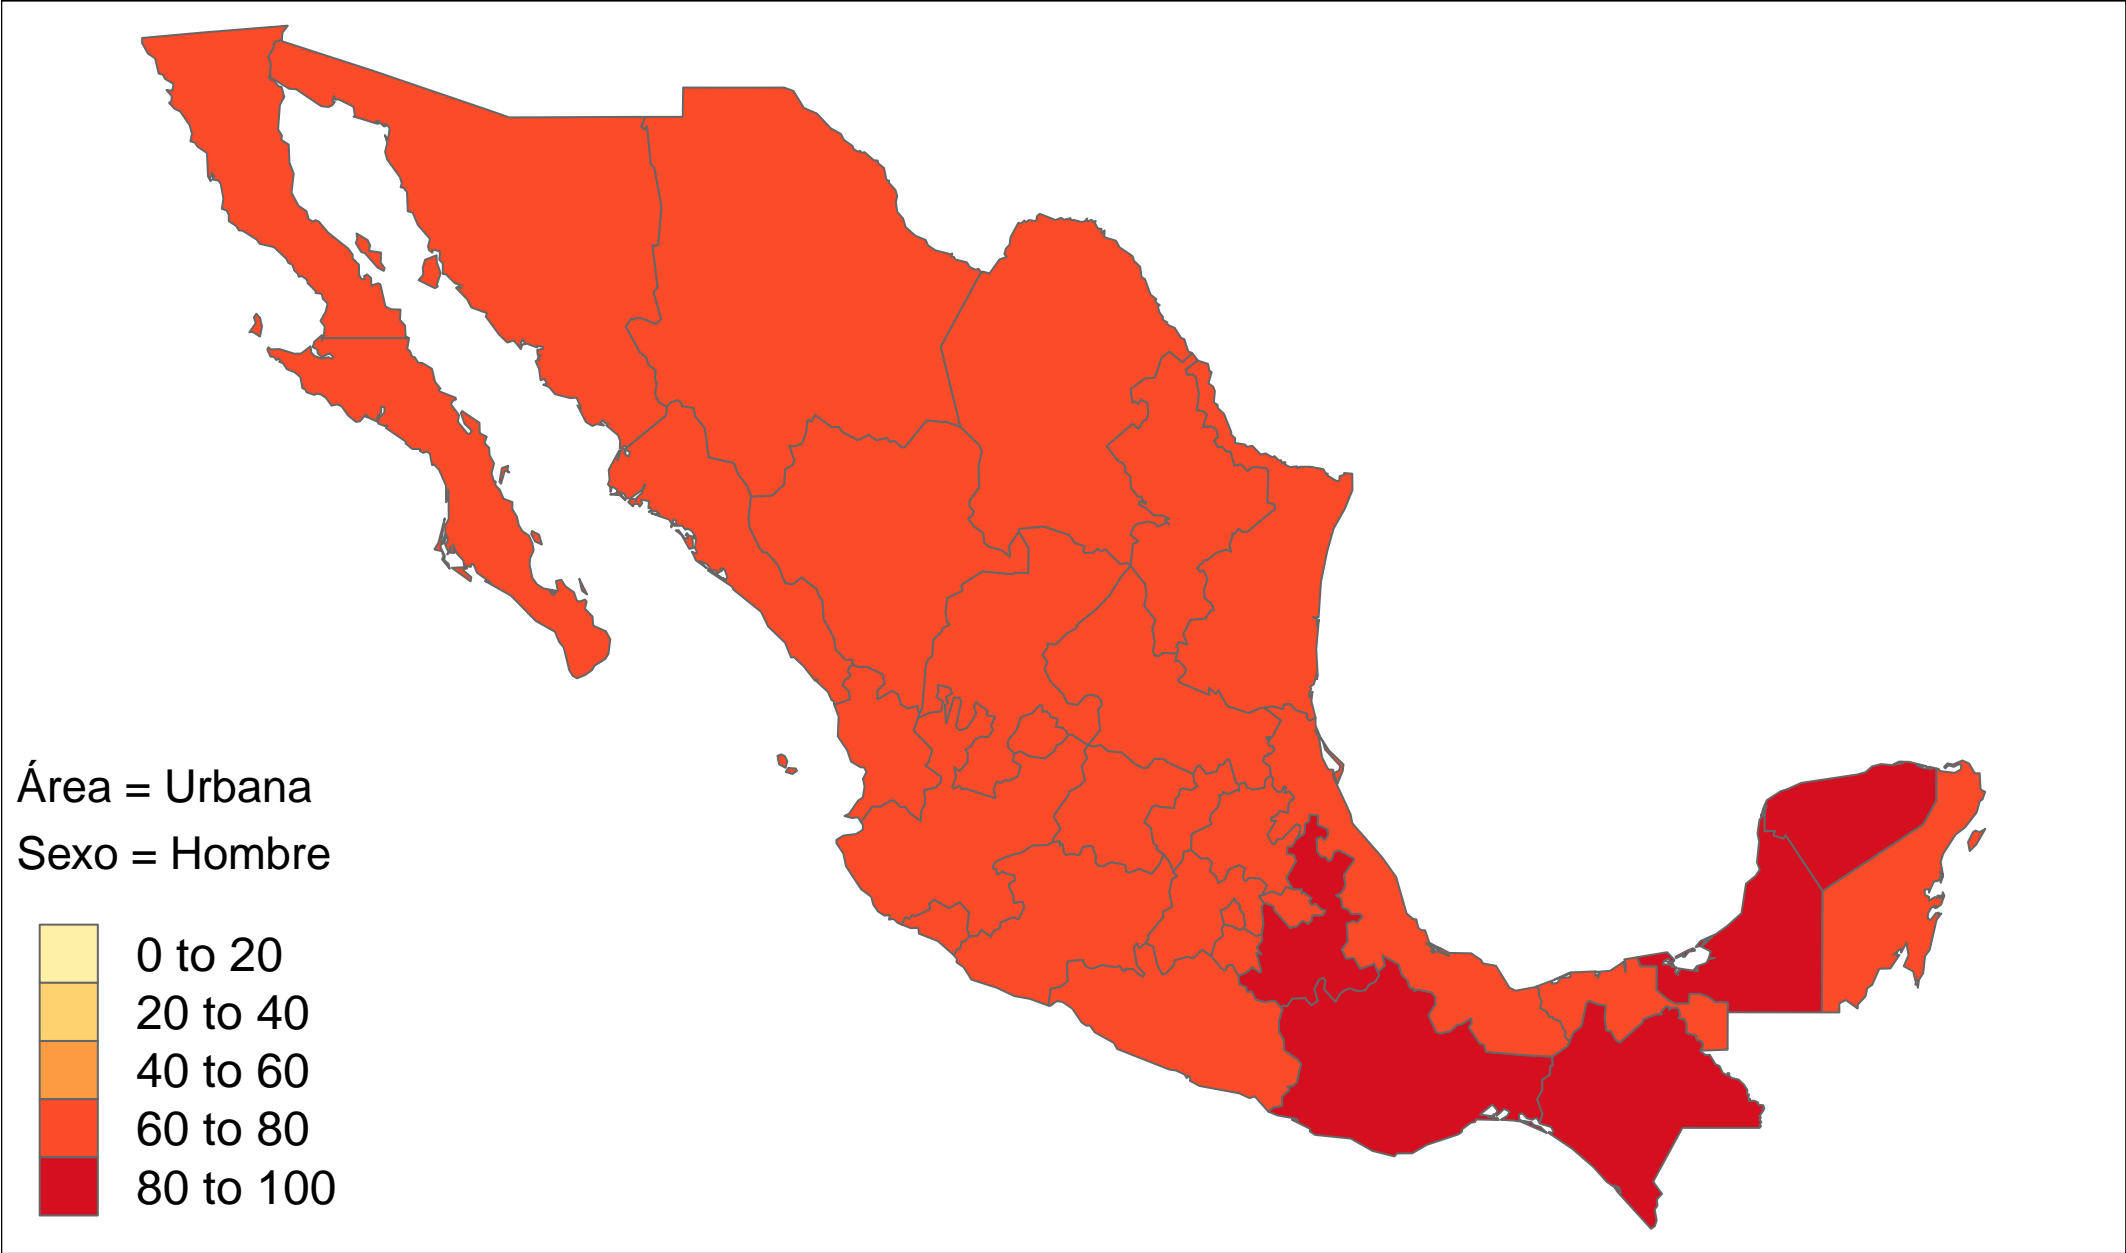 Área = Urbana
Sexo = Hombre
0 to 20
20 to 40
40 to 60
60 to 80
80 to 100